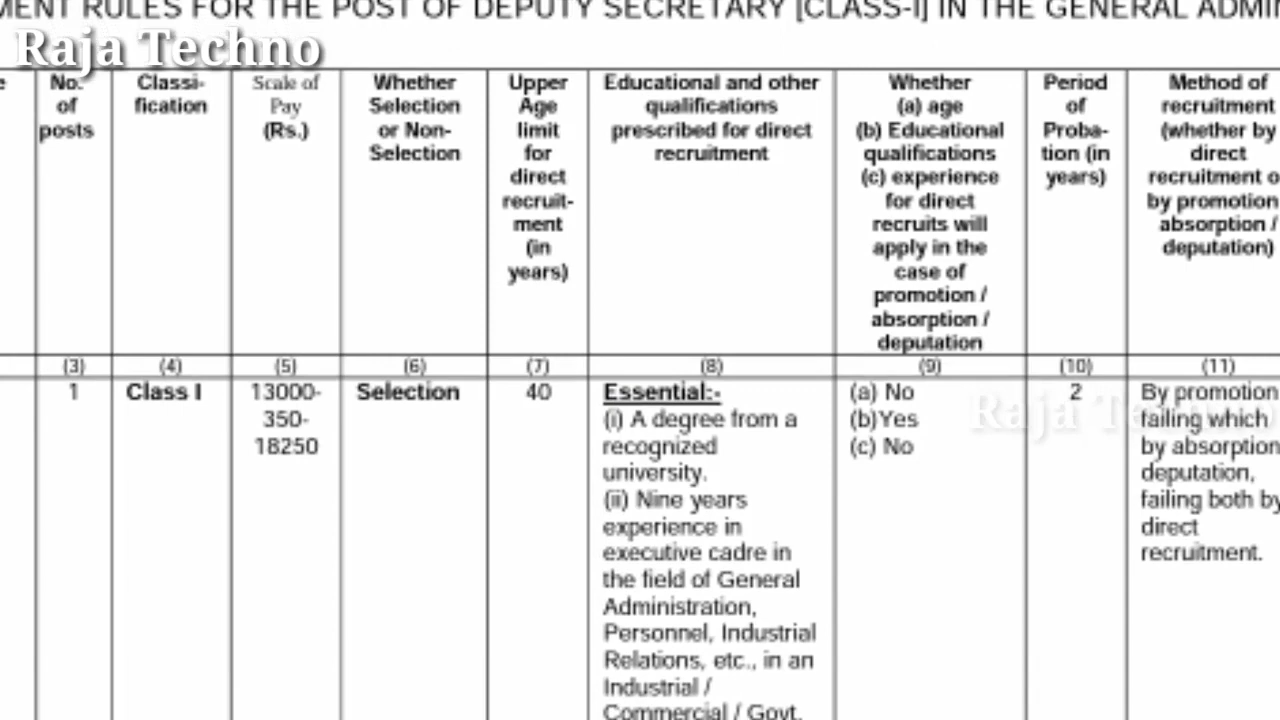 MENT RULES FOR THE POST OF DEPUTY SECRETARY [CLASS-I] IN THE GENERAL ADMI
Raja Techno
No.
of
posts
Classi-
fication
Scale of
Pay
(Rs.)
Whether
Selection
or Non-
Selection
Upper
Age
limit
for
direct
recruit-
ment
(in
years)
Educational and other
qualifications
prescribed for direct
recruitment
Whether
(a) age
(b) Educational
qualifications
(c) experience
for direct
recruits will
apply in the
case of
promotion /
absorption /
deputation
Period
of
Proba-
tion (in
years)
Method of
recruitment
(whether by
direct
recruitment o
by promotion
absorption /
deputation)
(3) (4) (5) (6) (7) (8) (9) (10) (11)
1
Class I
13000-
350-
18250
Selection
40
Essential:-
(i) A degree from a
recognized
university.
(ii) Nine years
experience in
executive cadre in
the field of General
Administration,
Personnel, Industrial
Relations, etc., in an
Industrial /
Commercial / Govt.
(a) No
(b)Yes
(c) No
2
By promotion
failing which
by absorption
deputation,
failing both by
direct
recruitment.
Raja Techno